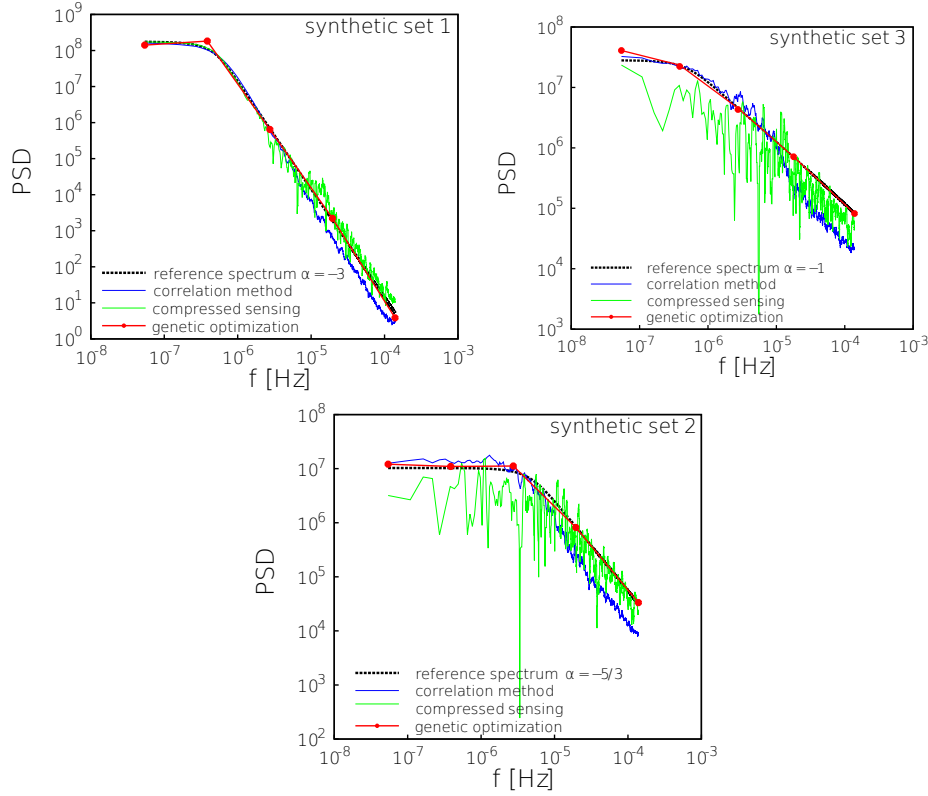 synthetic set 1
PSD
10^9
10^8
10^7
10^6
10^5
10^4
10^3
10^2
10^1
10^0
reference spectrum α = −3
correlation method
compressed sensing
genetic optimization
10^-8 10^-7 10^-6 10^-5 10^-4 10^-3
f [Hz]
synthetic set 3
PSD
10^8
10^7
10^6
10^5
10^4
10^3
reference spectrum α = −1
correlation method
compressed sensing
genetic optimization
10^-8 10^-7 10^-6 10^-5 10^-4 10^-3
f [Hz]
synthetic set 2
PSD
10^8
10^7
10^6
10^5
10^4
10^3
10^2
reference spectrum α = −5/3
correlation method
compressed sensing
genetic optimization
10^-8 10^-7 10^-6 10^-5 10^-4 10^-3
f [Hz]